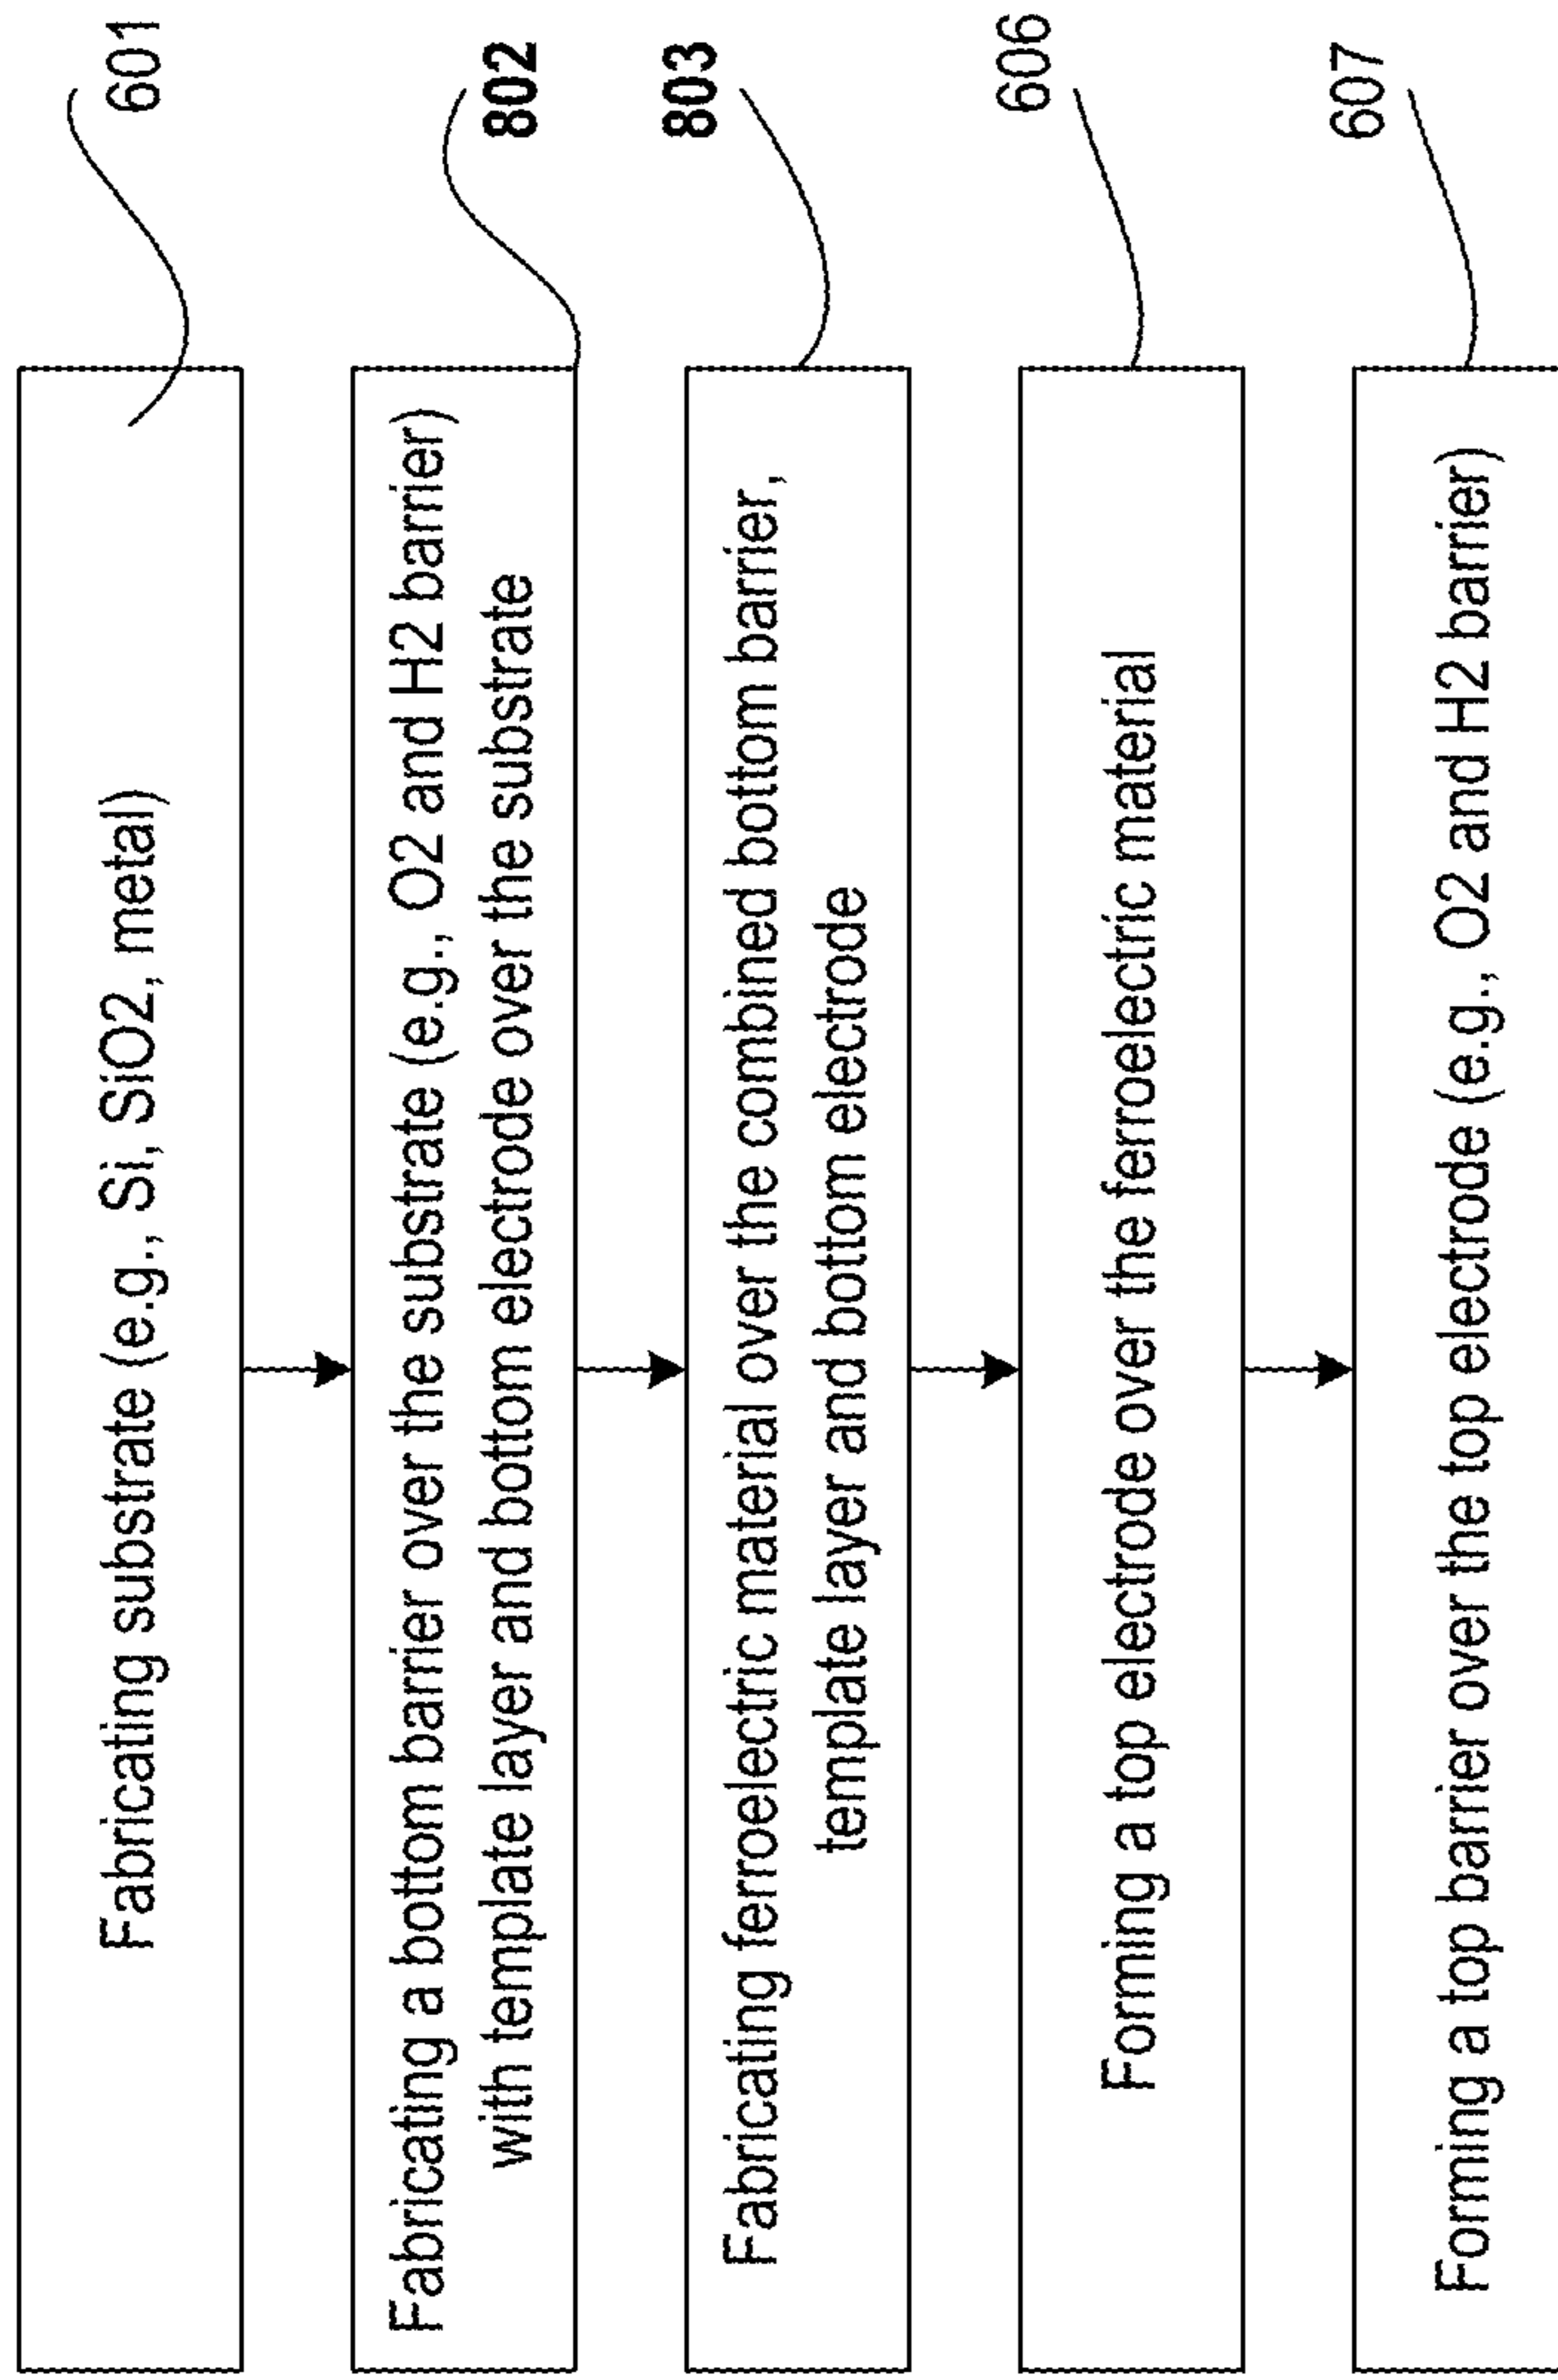 Fabricating substrate (e.g., Si, SiO2, metal)
601
Fabricating a bottom barrier over the substrate (e.g., O2 and H2 barrier)
with template layer and bottom electrode over the substrate
802
Fabricating ferroelectric material over the combined bottom barrier,
template layer and bottom electrode
803
Forming a top electrode over the ferroelectric material
606
Forming a top barrier over the top electrode (e.g., O2 and H2 barrier)
607